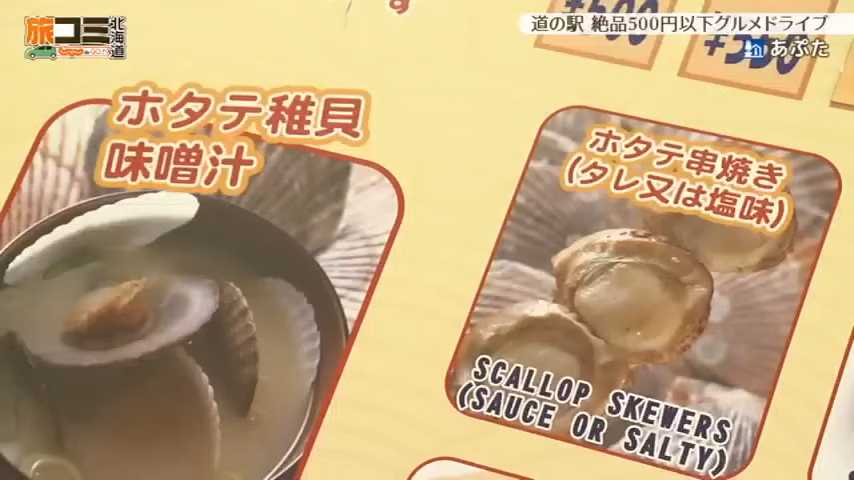 旅コミ北海道
道の駅 絶品500円以下グルメドライブ
あぷた
ホタテ稚貝
味噌汁
ホタテ串焼き
(タレ又は塩味)
SCALLOP SKEWERS
(SAUCE OR SALTY)